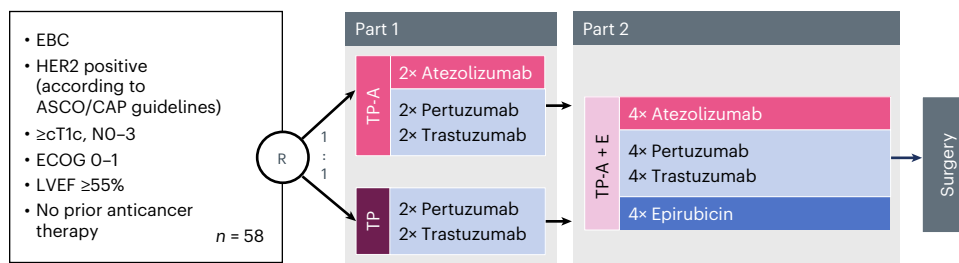 • EBC
• HER2 positive
(according to
ASCO/CAP guidelines)
• ≥cT1c, N0–3
• ECOG 0–1
• LVEF ≥55%
• No prior anticancer
therapy
n = 58
R
1
:
1
Part 1
TP-A
2× Atezolizumab
2× Pertuzumab
2× Trastuzumab
TP
2× Pertuzumab
2× Trastuzumab
Part 2
TP-A + E
4× Atezolizumab
4× Pertuzumab
4× Trastuzumab
4× Epirubicin
Surgery